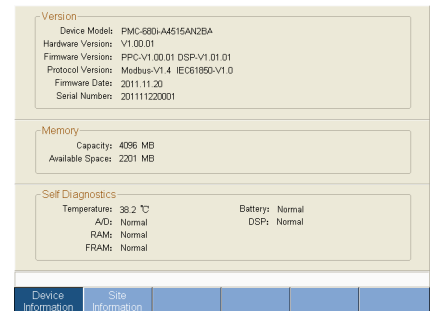 Version
Device Model: PMC-680i-A4515AN2BA
Hardware Version: V1.00.01
Firmware Version: PPC-V1.00.01 DSP-V1.01.01
Protocol Version: Modbus-V1.4 IEC61850-V1.0
Firmware Date: 2011.11.20
Serial Number: 201111220001
Memory
Capacity: 4096 MB
Available Space: 2201 MB
Self Diagnostics
Temperature: 38.2 ℃ Battery: Normal
A/D: Normal DSP: Normal
RAM: Normal
FRAM: Normal
Device Information Site Information